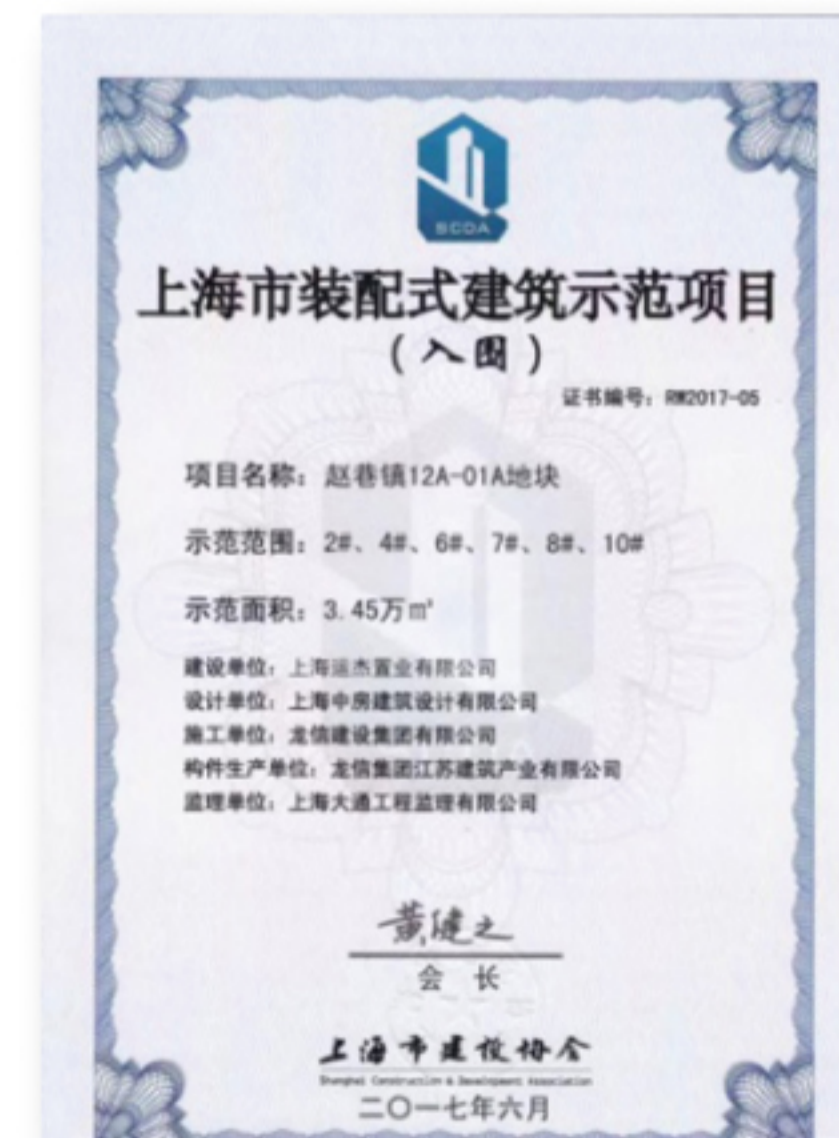 SCDA
上海市装配式建筑示范项目
（入围）
证书编号：RW2017-05
项目名称：赵巷镇12A-01A地块
示范范围：2#、4#、6#、7#、8#、10#
示范面积：3.45万㎡
建设单位：上海运杰置业有限公司
设计单位：上海中房建筑设计有限公司
施工单位：龙信建设集团有限公司
构件生产单位：龙信集团江苏建筑产业有限公司
监理单位：上海大通工程监理有限公司
黄健之
会 长
上海市建设协会
Shanghai Construction & Development Association
二〇一七年六月